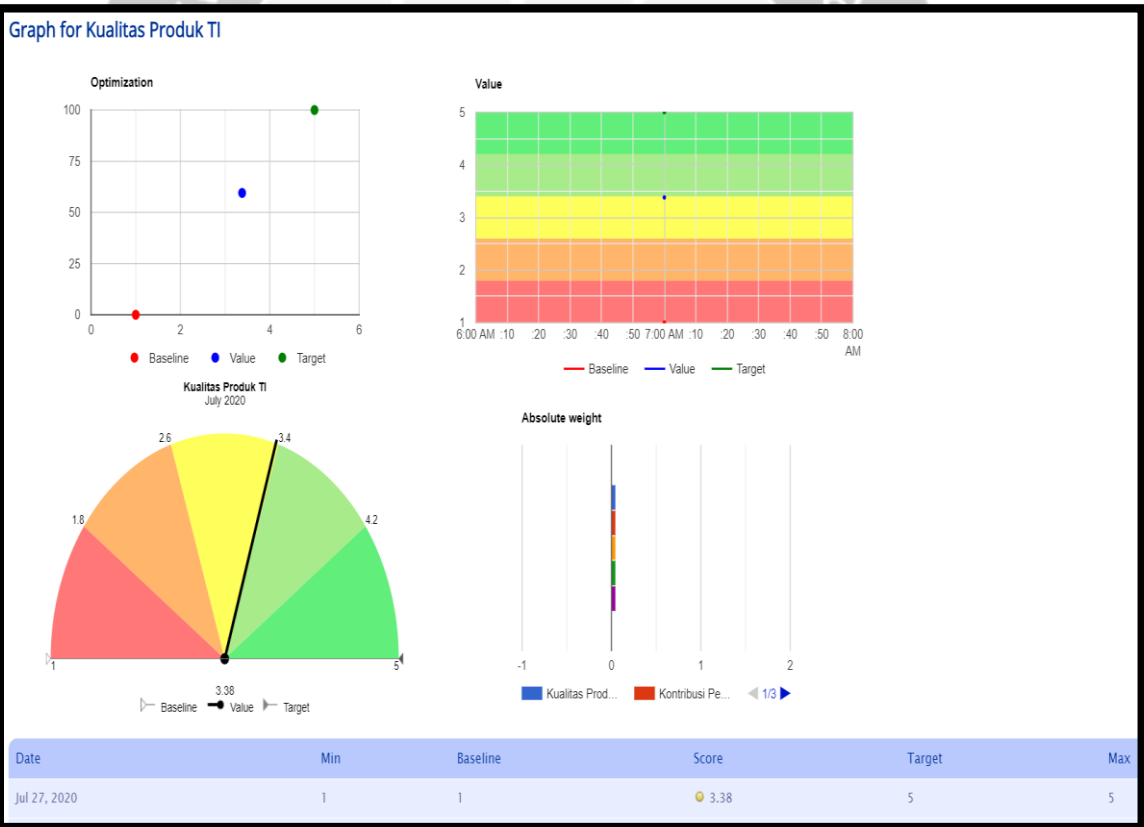 Graph for Kualitas Produk TI
Optimization
100
75
50
25
0
0 2 4 6
Baseline Value Target
Value
5
4
3
2
1
6:00 AM :10 :20 :30 :40 :50 7:00 AM :10 :20 :30 :40 :50 8:00
AM
Baseline Value Target
Kualitas Produk TI
July 2020
2.6 3.4
1.8 4.2
1 5
3.38
Baseline Value Target
Absolute weight
-1 0 1 2
Kualitas Prod... Kontribusi Pe... 1/3
Date Min Baseline Score Target Max
Jul 27, 2020 1 1 3.38 5 5